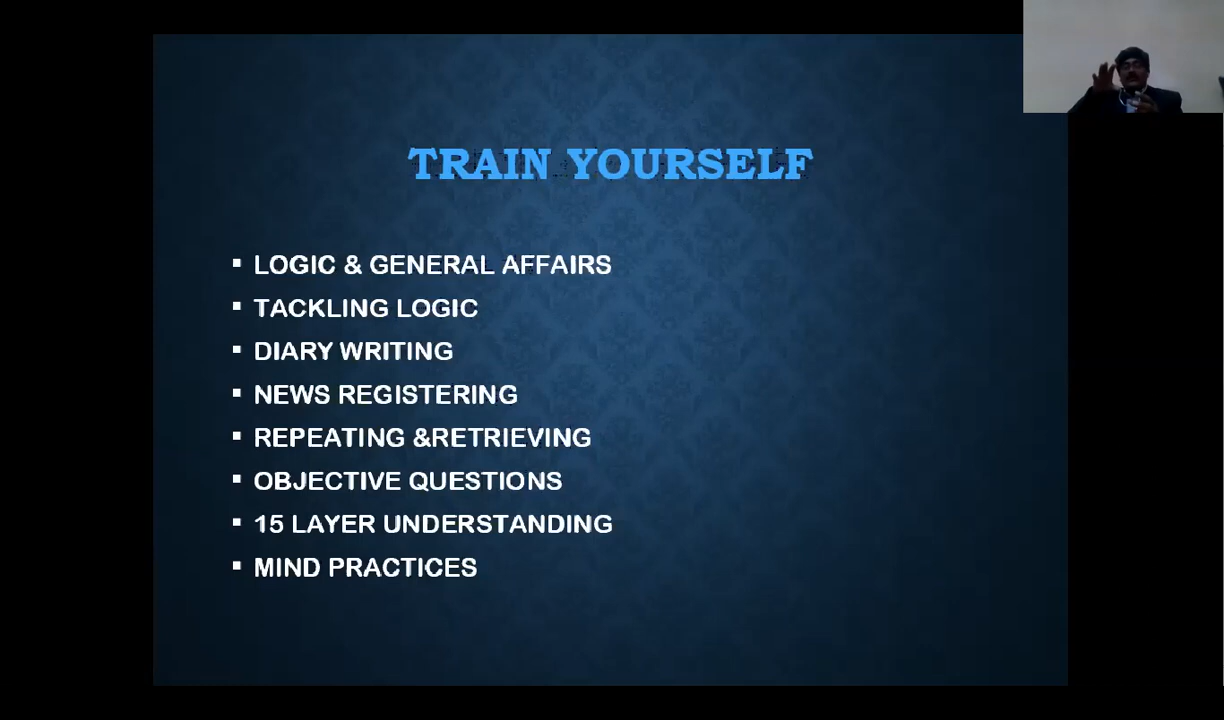 TRAIN YOURSELF
LOGIC & GENERAL AFFAIRS
TACKLING LOGIC
DIARY WRITING
NEWS REGISTERING
REPEATING &RETRIEVING
OBJECTIVE QUESTIONS
15 LAYER UNDERSTANDING
MIND PRACTICES